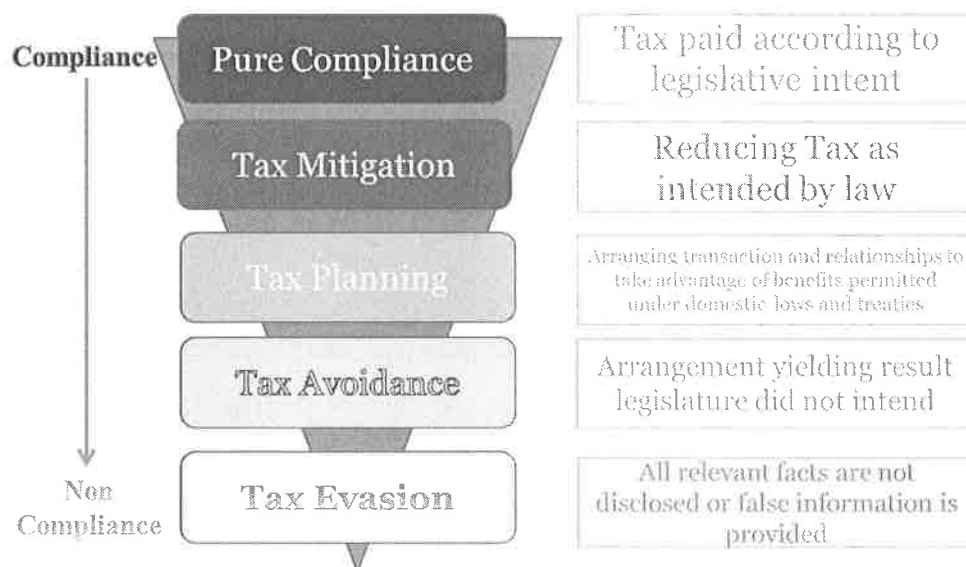 Compliance
Pure Compliance
Tax paid according to
legislative intent
Tax Mitigation
Reducing Tax as
intended by law
Tax Planning
Arranging transaction and relationships to
take advantage of benefits permitted
under domestic lows and treaties
Tax Avoidance
Arrangement yielding result
legislature did not intend
Non
Compliance
Tax Evasion
All relevant facts are not
disclosed or false information is
provided